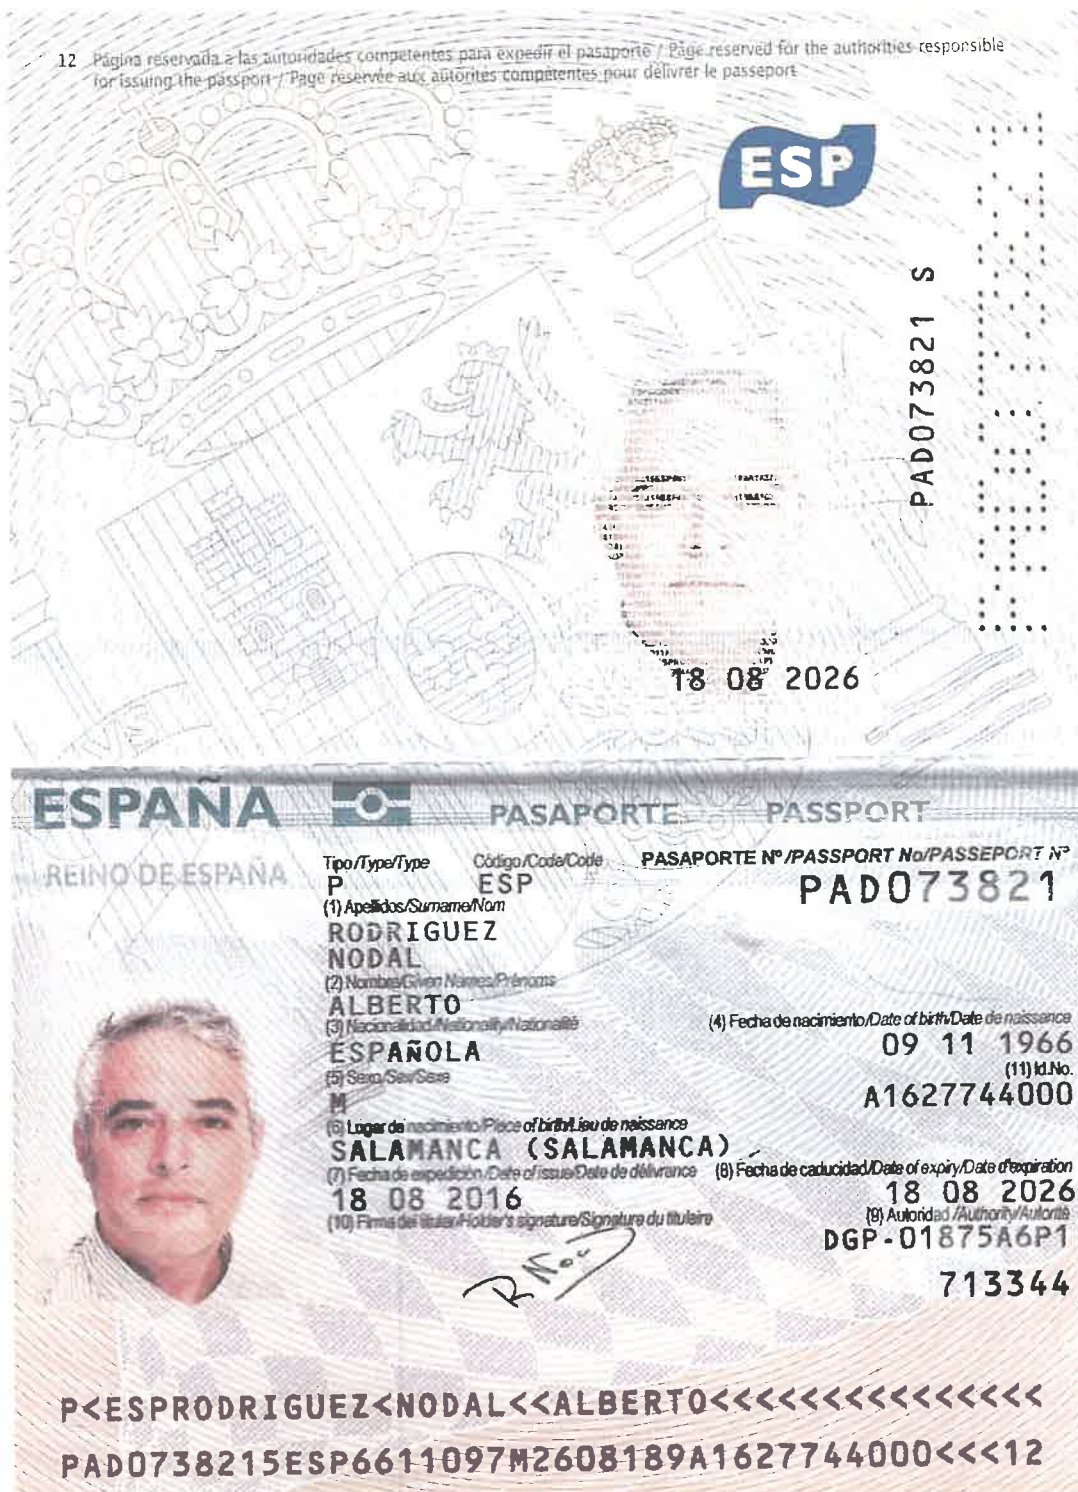 12 Página reservada a las autoridades competentes para expedir el pasaporte / Page reserved for the authorities responsible
for issuing the passport / Page réservée aux autorités compétentes pour délivrer le passeport
ESP
PAD073821 S
18 08 2026
ESPAÑA PASAPORTE PASSPORT
REINO DE ESPAÑA
Tipo/Type/Type Código/Code/Code PASAPORTE Nº/PASSPORT No/PASSEPORT Nº
P ESP PAD073821
(1) Apellidos/Surname/Nom
RODRIGUEZ
NODAL
(2) Nombre/Given Names/Prénoms
ALBERTO
(3) Nacionalidad/Nationality/Nationalité (4) Fecha de nacimiento/Date of birth/Date de naissance
ESPAÑOLA 09 11 1966
(5) Sexo/Sex/Sexe (11) Id.No.
M A1627744000
(6) Lugar de nacimiento/Place of birth/Lieu de naissance
SALAMANCA (SALAMANCA)
(7) Fecha de expedición/Date of issue/Date de délivrance (8) Fecha de caducidad/Date of expiry/Date d'expiration
18 08 2016 18 08 2026
(10) Firma del titular/Holder's signature/Signature du titulaire (9) Autoridad/Authority/Autorité
DGP-01875A6P1
713344
P<ESPRODRIGUEZ<NODAL<<ALBERTO<<<<<<<<<<<<<<<
PAD0738215ESP6611097M2608189A1627744000<<<12